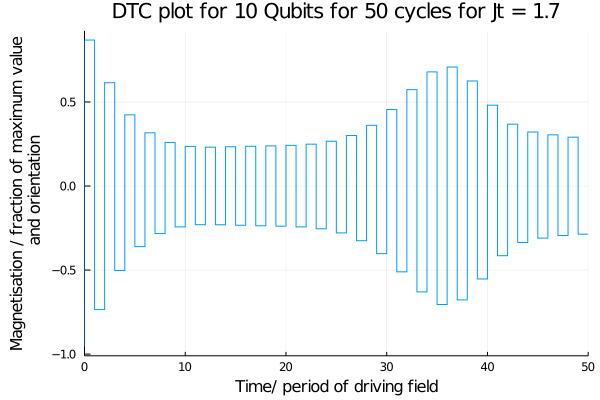 DTC plot for 10 Qubits for 50 cycles for Jt = 1.7
Magnetisation / fraction of maximum value
and orientation
0.5
0.0
−0.5
−1.0
0 10 20 30 40 50
Time/ period of driving field